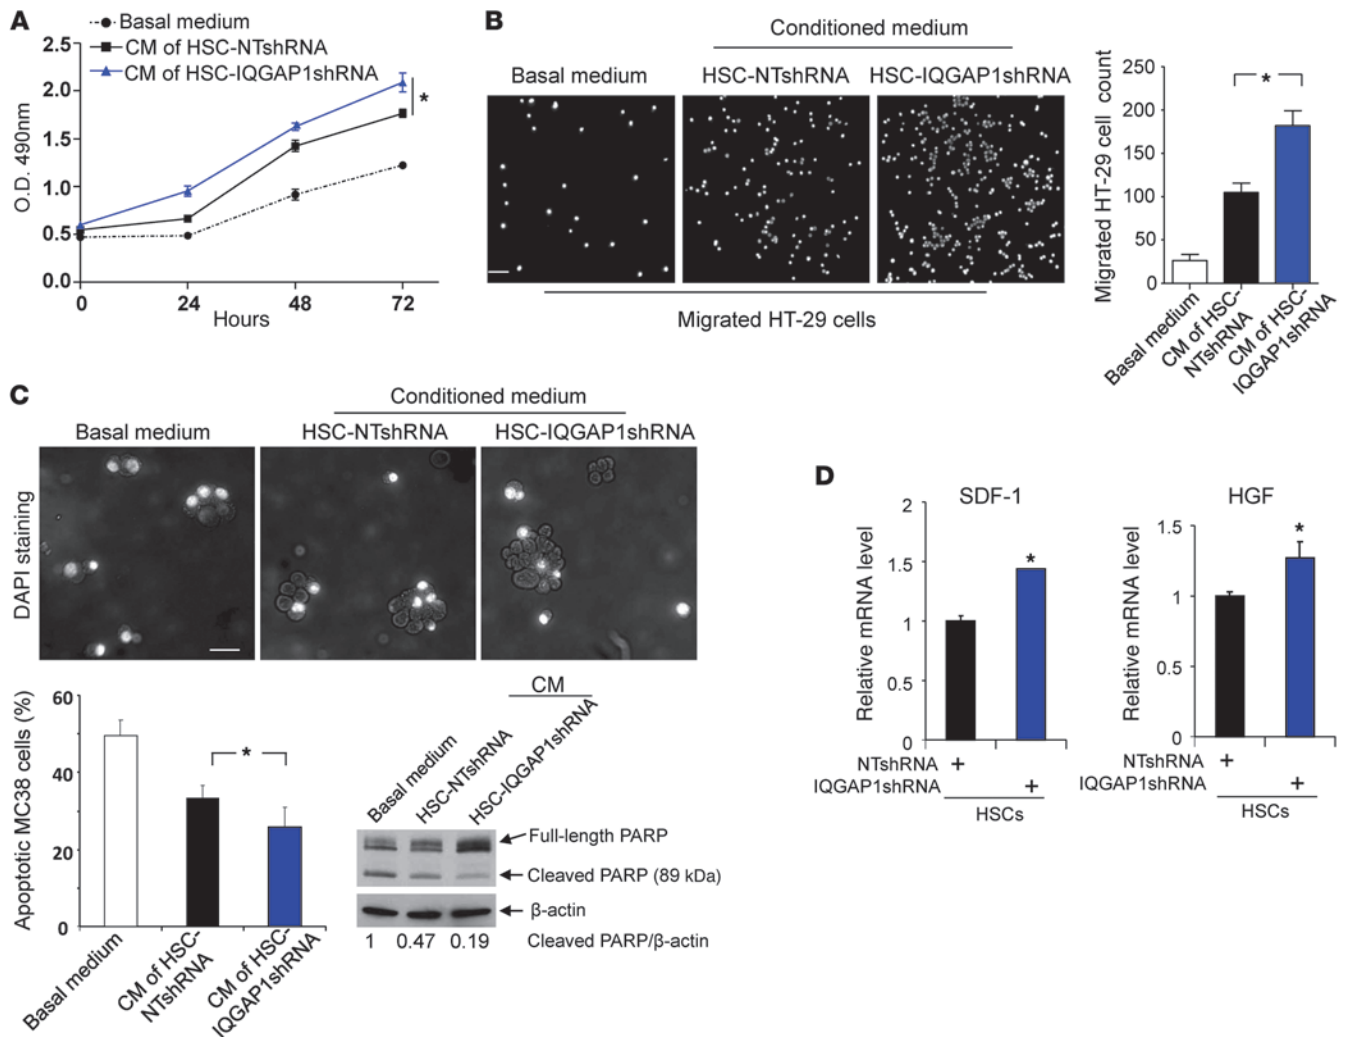 A
Basal medium
CM of HSC-NTshRNA
CM of HSC-IQGAP1shRNA
2.5
2.0
1.5
1.0
0.5
0.0
O.D. 490nm
*
0 24 48 72
Hours
B
Conditioned medium
Basal medium HSC-NTshRNA HSC-IQGAP1shRNA
Migrated HT-29 cells
Migrated HT-29 cell count
250
200
150
100
50
0
*
Basal medium
CM of HSC-
NTshRNA
CM of HSC-
IQGAP1shRNA
C
Conditioned medium
Basal medium HSC-NTshRNA HSC-IQGAP1shRNA
DAPI staining
Apoptotic MC38 cells (%)
60
40
20
0
*
Basal medium
CM of HSC-
NTshRNA
CM of HSC-
IQGAP1shRNA
CM
Basal medium
HSC-NTshRNA
HSC-IQGAP1shRNA
Full-length PARP
Cleaved PARP (89 kDa)
β-actin
1 0.47 0.19 Cleaved PARP/β-actin
D
SDF-1
Relative mRNA level
2
1.5
1
0.5
0
*
NTshRNA +
IQGAP1shRNA +
HSCs
HGF
Relative mRNA level
1.5
1
0.5
0
*
NTshRNA +
IQGAP1shRNA +
HSCs